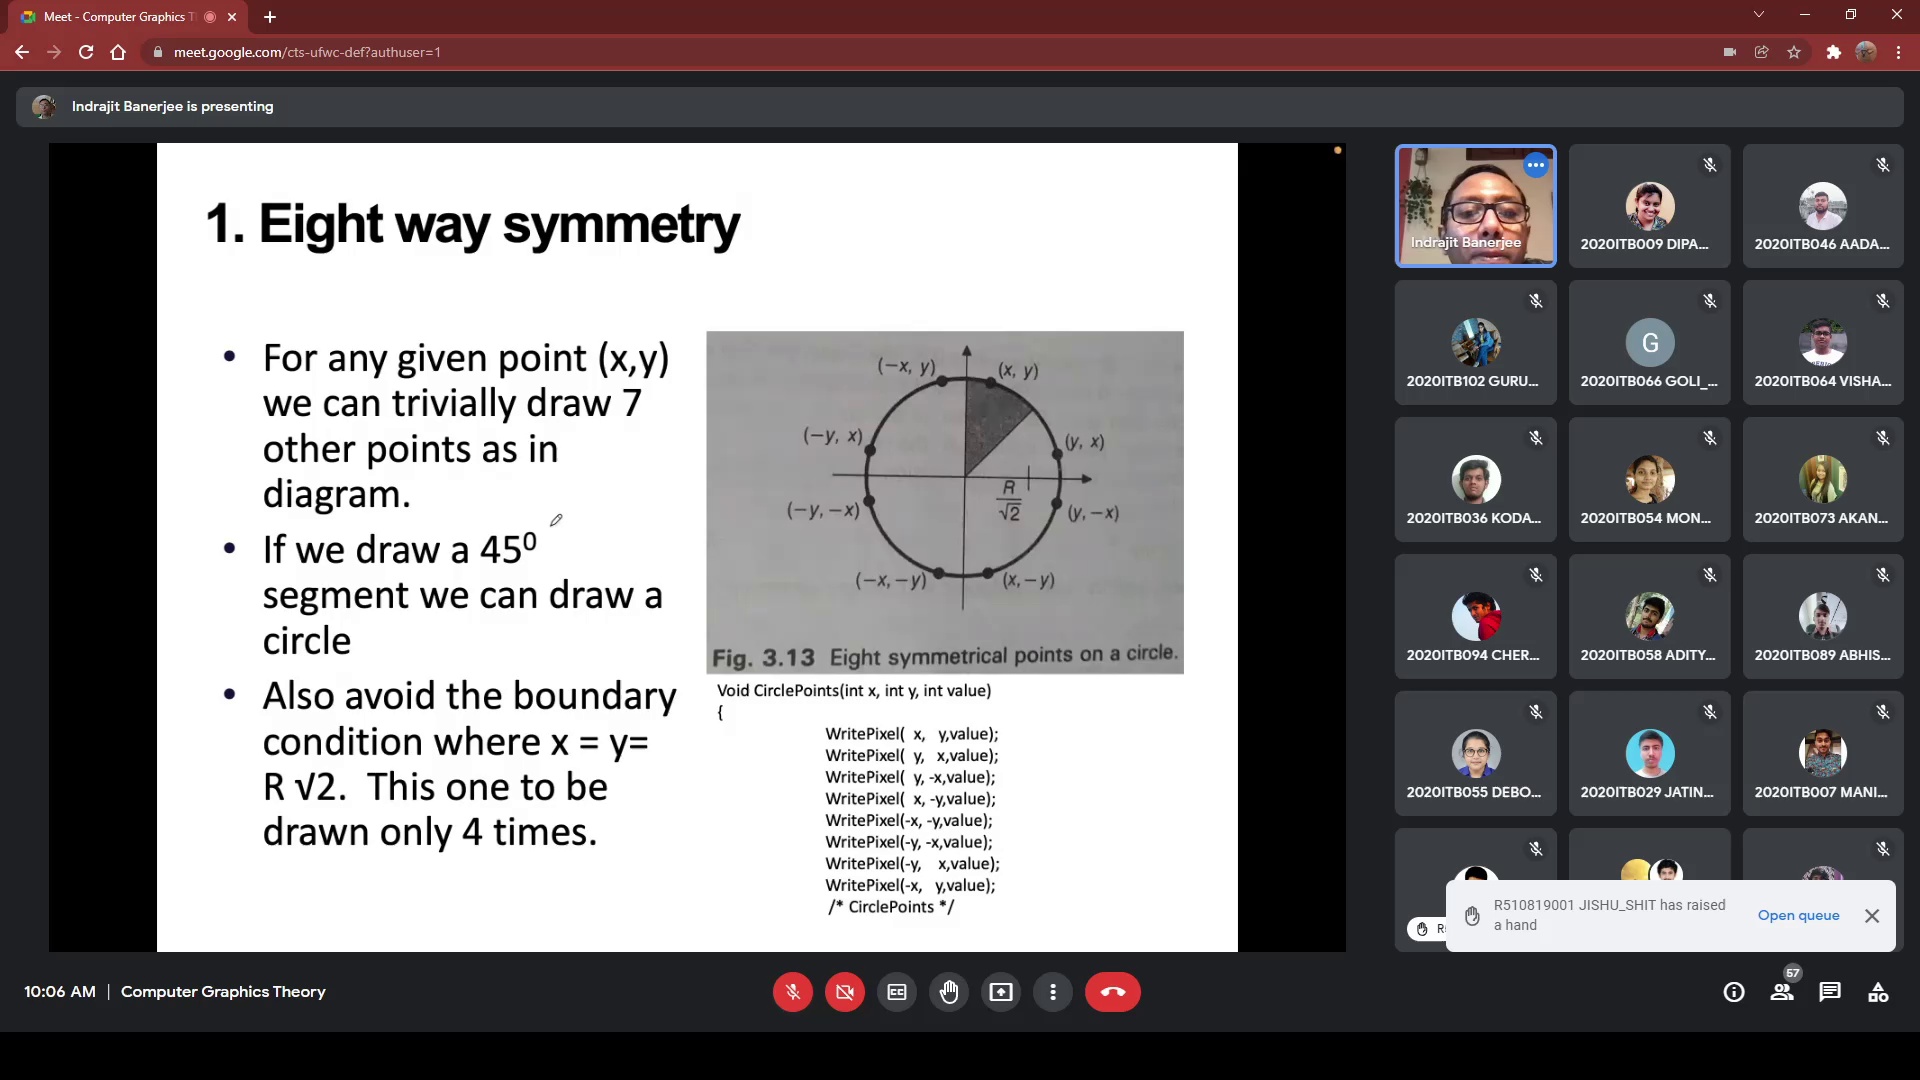 Meet - Computer Graphics T
meet.google.com/cts-ufwc-def?authuser=1
Indrajit Banerjee is presenting
1. Eight way symmetry
• For any given point (x,y)
we can trivially draw 7
other points as in
diagram.
• If we draw a 45⁰
segment we can draw a
circle
• Also avoid the boundary
condition where x = y=
R √2. This one to be
drawn only 4 times.
(−x, y)
(x, y)
(−y, x)
(y, x)
R
√2
(−y, −x)
(y, −x)
(−x, −y)
(x, − y)
Fig. 3.13 Eight symmetrical points on a circle.
Void CirclePoints(int x, int y, int value)
{
WritePixel( x, y,value);
WritePixel( y, x,value);
WritePixel( y, -x,value);
WritePixel( x, -y,value);
WritePixel(-x, -y,value);
WritePixel(-y, -x,value);
WritePixel(-y, x,value);
WritePixel(-x, y,value);
/* CirclePoints */
Indrajit Banerjee
2020ITB009 DIPA...
2020ITB046 AADA...
2020ITB102 GURU...
G
2020ITB066 GOLI_...
2020ITB064 VISHA...
2020ITB036 KODA...
2020ITB054 MON...
2020ITB073 AKAN...
2020ITB094 CHER...
2020ITB058 ADITY...
2020ITB089 ABHIS...
2020ITB055 DEBO...
2020ITB029 JATIN...
2020ITB007 MANI...
R510819001 JISHU_SHIT has raised
a hand
Open queue
10:06 AM | Computer Graphics Theory
57